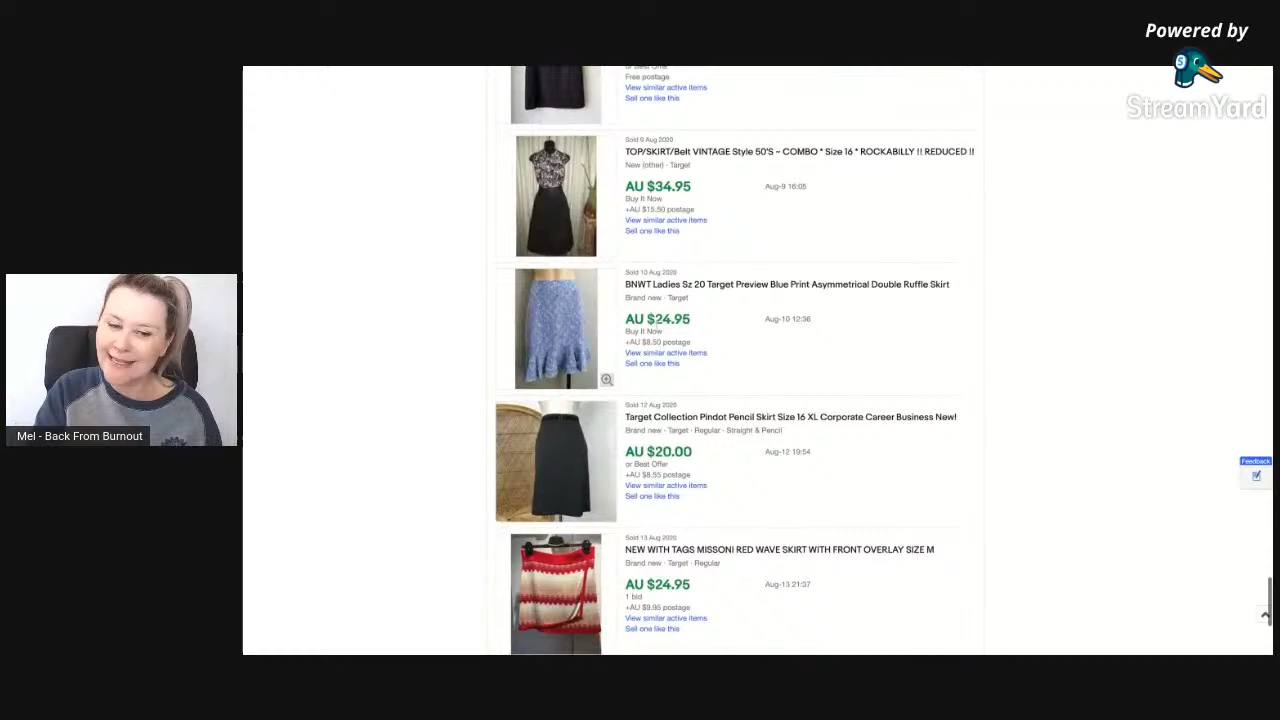 Powered by
StreamYard
or Best Offer
Free postage
View similar active items
Sell one like this
Sold 9 Aug 2020
TOP/SKIRT/Belt VINTAGE Style 50'S ~ COMBO * Size 16 * ROCKABILLY !! REDUCED !!
New (other) · Target
AU $34.95
Aug-9 16:05
Buy It Now
+AU $15.50 postage
View similar active items
Sell one like this
Sold 10 Aug 2020
BNWT Ladies Sz 20 Target Preview Blue Print Asymmetrical Double Ruffle Skirt
Brand new · Target
AU $24.95
Aug-10 12:36
Buy It Now
+AU $8.50 postage
View similar active items
Sell one like this
Sold 12 Aug 2020
Target Collection Pindot Pencil Skirt Size 16 XL Corporate Career Business New!
Brand new · Target · Regular · Straight & Pencil
AU $20.00
Aug-12 19:54
or Best Offer
+AU $8.55 postage
View similar active items
Sell one like this
Sold 13 Aug 2020
NEW WITH TAGS MISSONI RED WAVE SKIRT WITH FRONT OVERLAY SIZE M
Brand new · Target · Regular
AU $24.95
Aug-13 21:37
1 bid
+AU $9.95 postage
View similar active items
Sell one like this
Mel - Back From Burnout
Feedback